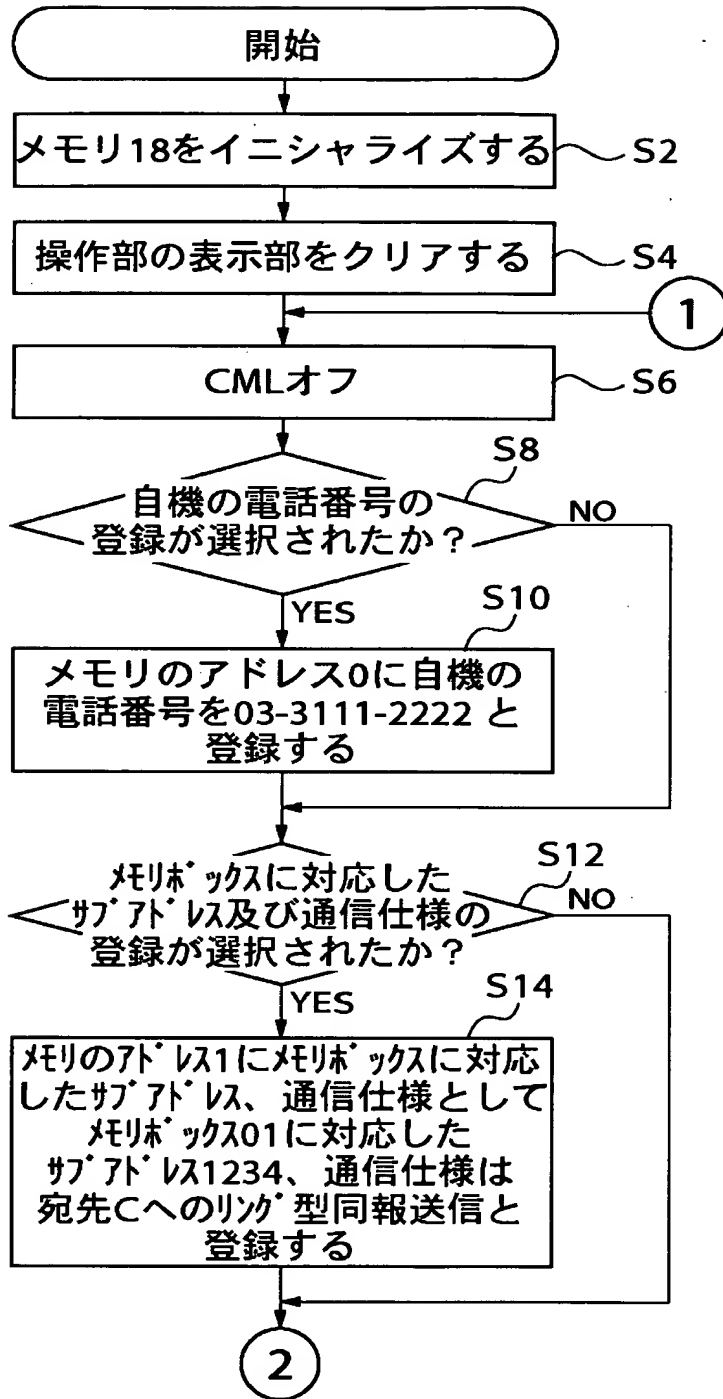 開始
メモリ18をイニシャライズする
S2
操作部の表示部をクリアする
S4
1
CMLオフ
S6
S8
自機の電話番号の
登録が選択されたか？
NO
YES
S10
メモリのアドレス0に自機の
電話番号を03-3111-2222 と
登録する
S12
ﾒﾓﾘﾎﾞｯｸｽに対応した
ｻﾌﾞｱﾄﾞﾚｽ及び通信仕様の
登録が選択されたか？
NO
YES
S14
ﾒﾓﾘのｱﾄﾞﾚｽ1にﾒﾓﾘﾎﾞｯｸｽに対応
したｻﾌﾞｱﾄﾞﾚｽ、通信仕様として
ﾒﾓﾘﾎﾞｯｸｽ01に対応した
ｻﾌﾞｱﾄﾞﾚｽ1234、通信仕様は
宛先Cへのﾘﾝｸﾞ型同報送信と
登録する
2